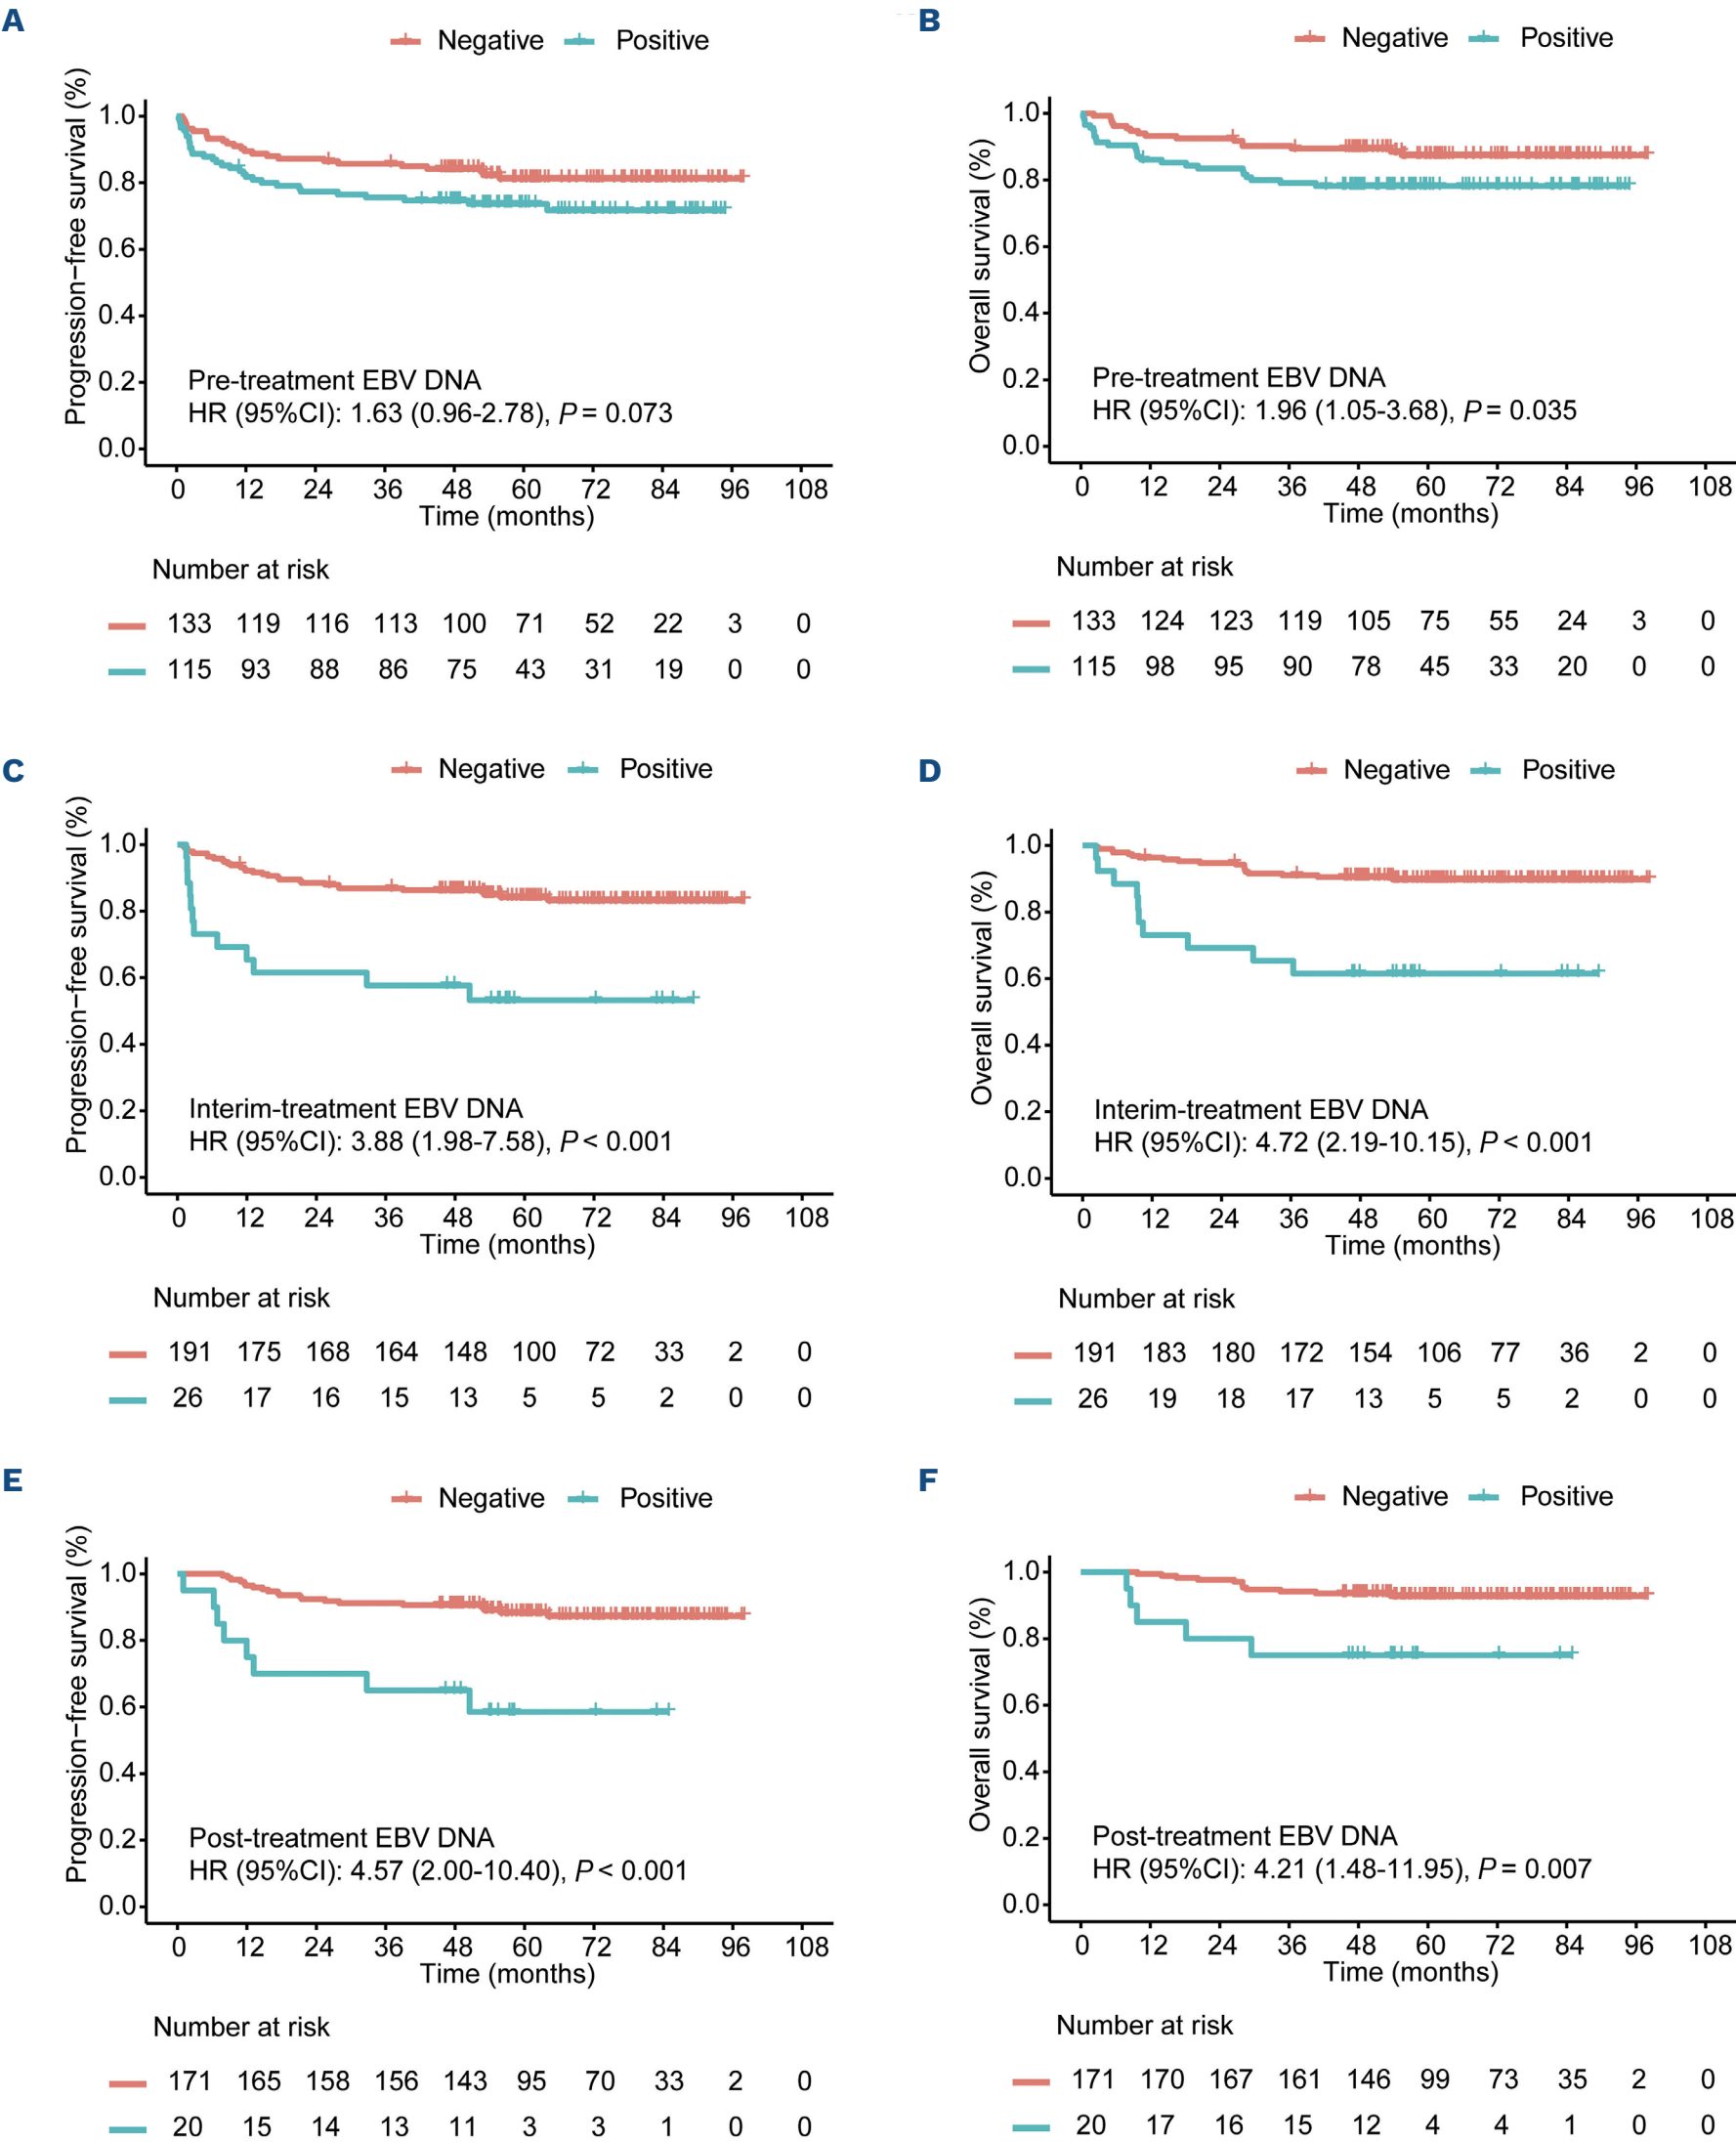 A
Negative Positive
Progression-free survival (%)
1.0
0.8
0.6
0.4
0.2
0.0
Pre-treatment EBV DNA
HR (95%CI): 1.63 (0.96-2.78), P = 0.073
0 12 24 36 48 60 72 84 96 108
Time (months)
Number at risk
133 119 116 113 100 71 52 22 3 0
115 93 88 86 75 43 31 19 0 0
B
Negative Positive
Overall survival (%)
1.0
0.8
0.6
0.4
0.2
0.0
Pre-treatment EBV DNA
HR (95%CI): 1.96 (1.05-3.68), P = 0.035
0 12 24 36 48 60 72 84 96 108
Time (months)
Number at risk
133 124 123 119 105 75 55 24 3 0
115 98 95 90 78 45 33 20 0 0
C
Negative Positive
Progression-free survival (%)
1.0
0.8
0.6
0.4
0.2
0.0
Interim-treatment EBV DNA
HR (95%CI): 3.88 (1.98-7.58), P < 0.001
0 12 24 36 48 60 72 84 96 108
Time (months)
Number at risk
191 175 168 164 148 100 72 33 2 0
26 17 16 15 13 5 5 2 0 0
D
Negative Positive
Overall survival (%)
1.0
0.8
0.6
0.4
0.2
0.0
Interim-treatment EBV DNA
HR (95%CI): 4.72 (2.19-10.15), P < 0.001
0 12 24 36 48 60 72 84 96 108
Time (months)
Number at risk
191 183 180 172 154 106 77 36 2 0
26 19 18 17 13 5 5 2 0 0
E
Negative Positive
Progression-free survival (%)
1.0
0.8
0.6
0.4
0.2
0.0
Post-treatment EBV DNA
HR (95%CI): 4.57 (2.00-10.40), P < 0.001
0 12 24 36 48 60 72 84 96 108
Time (months)
Number at risk
171 165 158 156 143 95 70 33 2 0
20 15 14 13 11 3 3 1 0 0
F
Negative Positive
Overall survival (%)
1.0
0.8
0.6
0.4
0.2
0.0
Post-treatment EBV DNA
HR (95%CI): 4.21 (1.48-11.95), P = 0.007
0 12 24 36 48 60 72 84 96 108
Time (months)
Number at risk
171 170 167 161 146 99 73 35 2 0
20 17 16 15 12 4 4 1 0 0